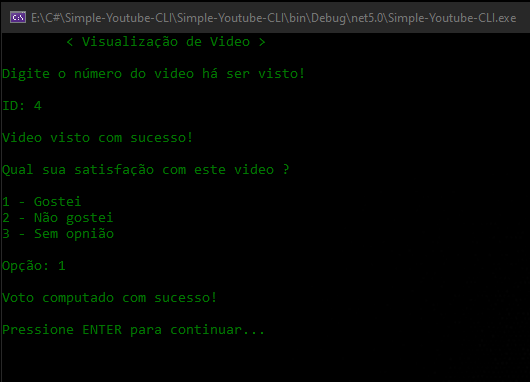 E:\C#\Simple-Youtube-CLI\Simple-Youtube-CLI\bin\Debug\net5.0\Simple-Youtube-CLI.exe
< Visualização de Video >
Digite o número do video há ser visto!
ID: 4
Video visto com sucesso!
Qual sua satisfação com este video ?
1 - Gostei
2 - Não gostei
3 - Sem opnião
Opção: 1
Voto computado com sucesso!
Pressione ENTER para continuar...